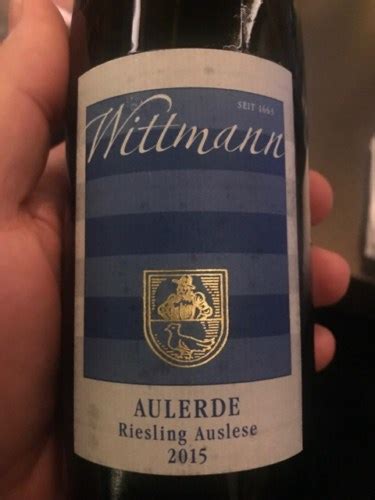 SEIT 1663
Wittmann
AULERDE
Riesling Auslese
2015